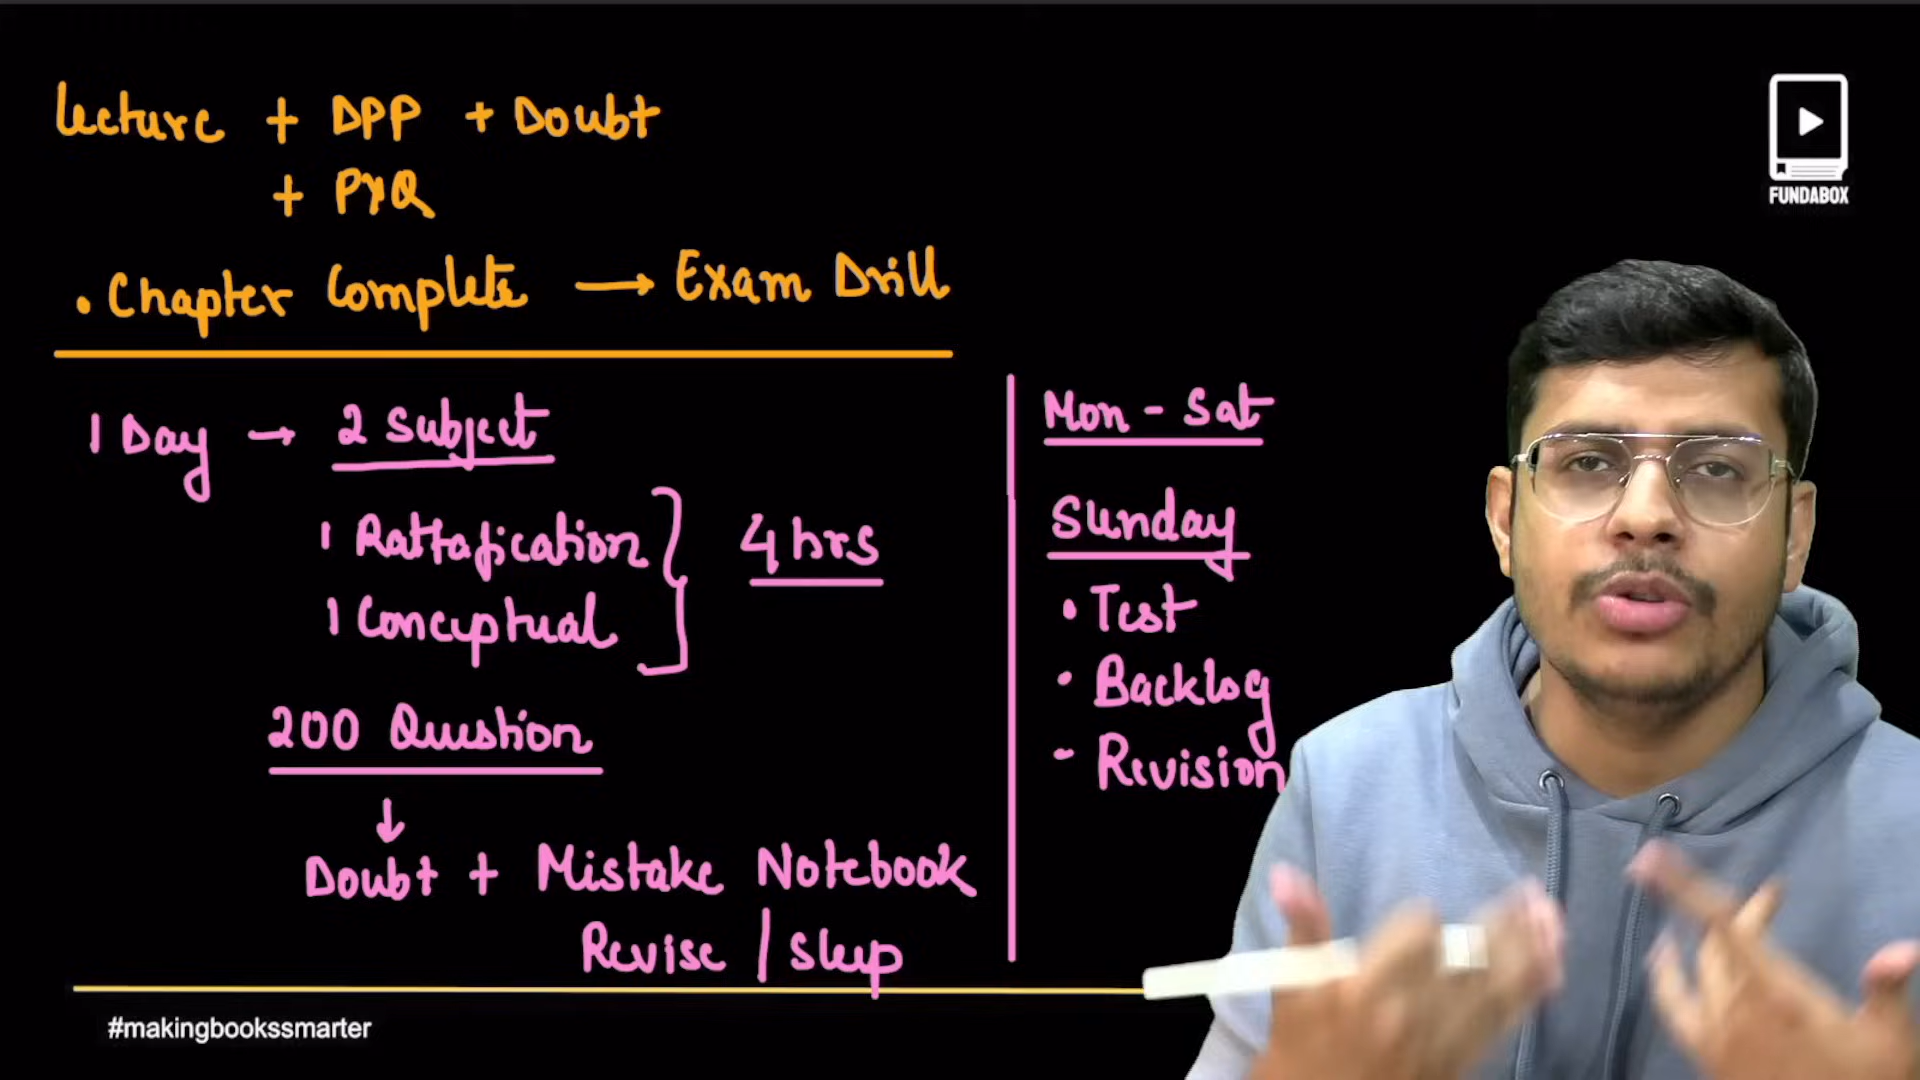 Lecture + DPP + Doubt
+ PYQ
• Chapter Complete → Exam Drill
1 Day → 2 Subject
1 Rattafication
1 Conceptual
4 hrs
200 Question
↓
Doubt + Mistake Notebook
Revise / Sleep
Mon - Sat
Sunday
• Test
• Backlog
- Revision
FUNDABOX
#makingbookssmarter